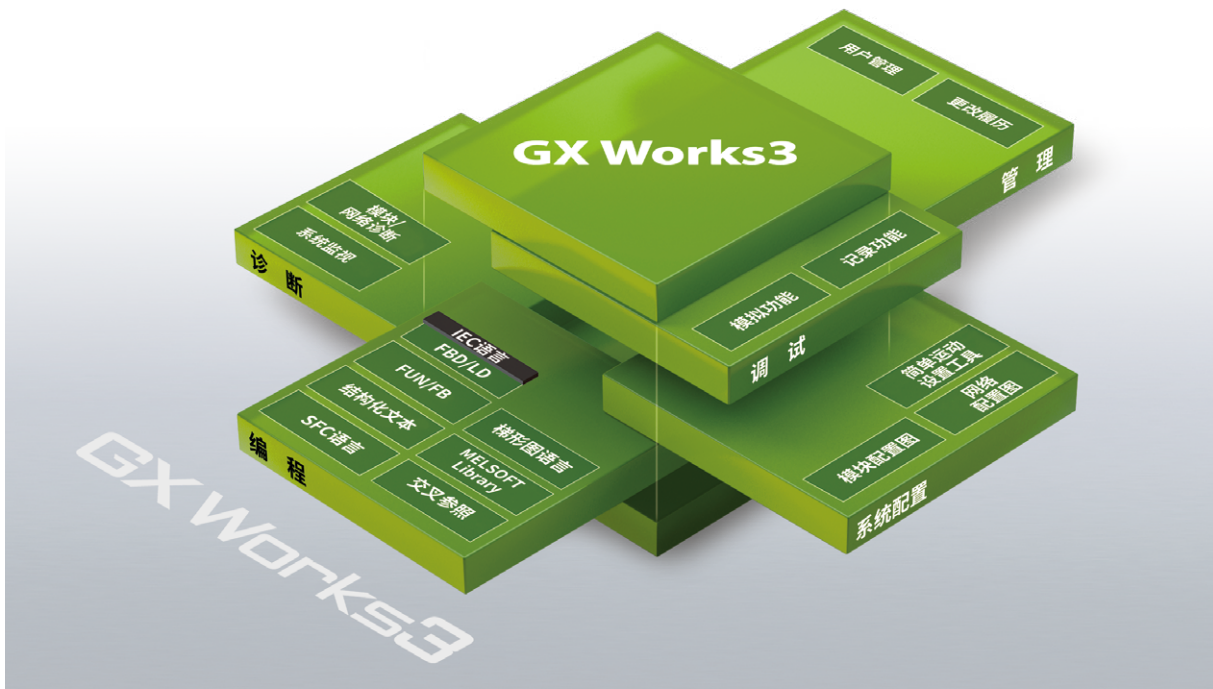 GX Works3
用户管理
更改履历
管 理
模块/
网络诊断
系统监视
诊 断
记录功能
模拟功能
调 试
IEC语言
FBD/LD
FUN/FB
结构化文本
SFC语言
梯形图语言
MELSOFT
Library
交叉参照
编 程
简单运动
设置工具
网络
配置图
模块配置图
系统配置
GX Works3